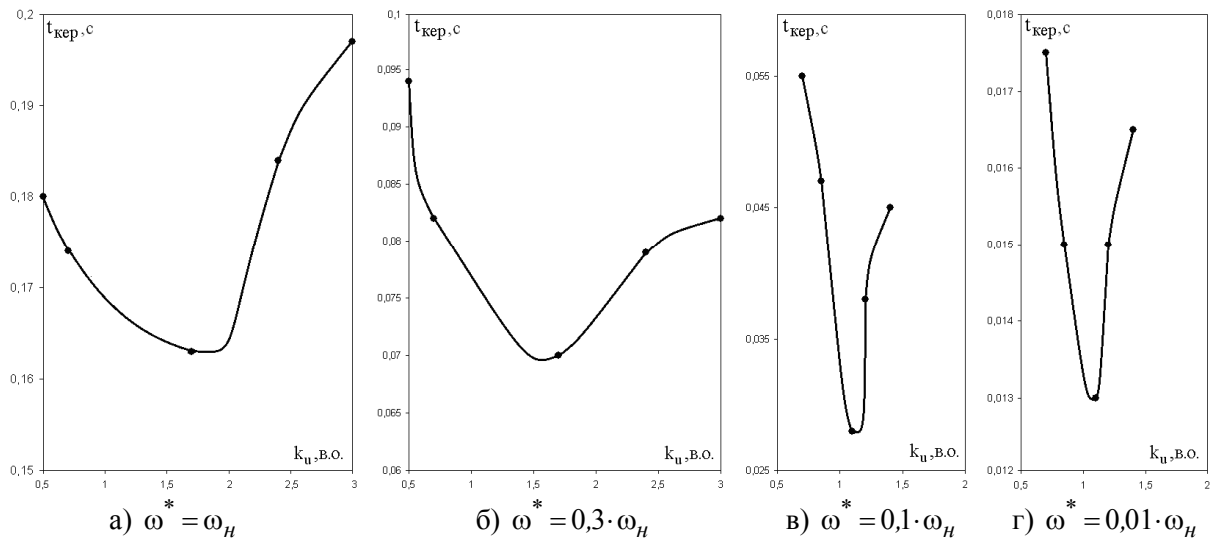 0,2
t_кер,с
0,19
0,18
0,17
0,16
0,15
k_u,в.о.
0,5 1 1,5 2 2,5 3
а) ω* = ω_н
0,1
t_кер,с
0,095
0,09
0,085
0,08
0,075
0,07
0,065
0,06
k_u,в.о.
0,5 1 1,5 2 2,5 3
б) ω* = 0,3·ω_н
t_кер,с
0,055
0,045
0,035
0,025
k_u,в.о.
0,5 1 1,5 2
в) ω* = 0,1·ω_н
0,018
t_кер,с
0,017
0,016
0,015
0,014
0,013
0,012
k_u,в.о.
0,5 1 1,5 2
г) ω* = 0,01·ω_н